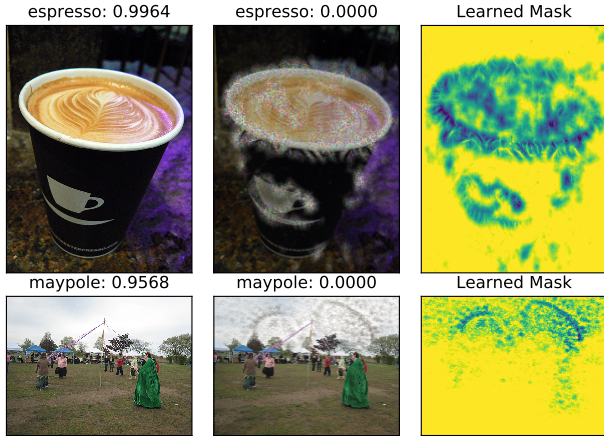 espresso: 0.9964
espresso: 0.0000
Learned Mask
maypole: 0.9568
maypole: 0.0000
Learned Mask